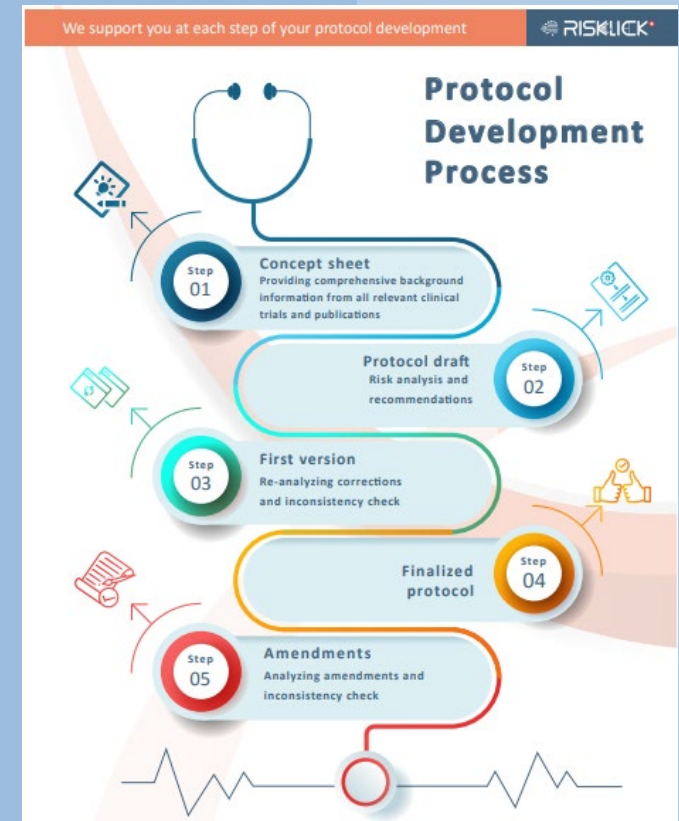 We support you at each step of your protocol development
RISKLICK
Protocol
Development
Process
Step
01
Concept sheet
Providing comprehensive background
information from all relevant clinical
trials and publications
Protocol draft
Risk analysis and
recommendations
Step
02
Step
03
First version
Re-analyzing corrections
and inconsistency check
Finalized
protocol
Step
04
Step
05
Amendments
Analyzing amendments and
inconsistency check